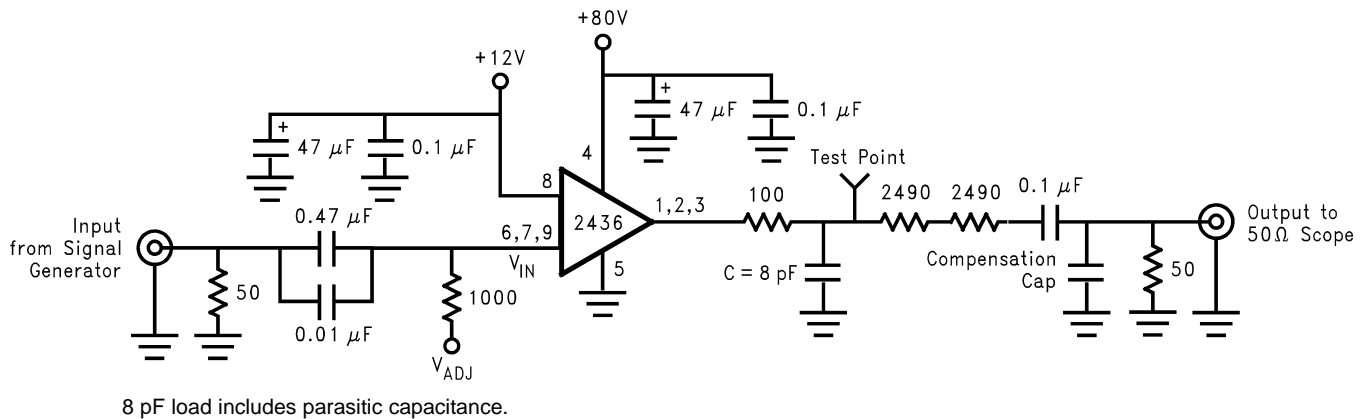 +80V
+12V
+
47 μF
0.1 μF
+
47 μF
0.1 μF
4
8
Test Point
0.47 μF
Input
from Signal
Generator
6,7,9
2436
1,2,3
100
2490
2490
0.1 μF
Output to
50Ω Scope
VIN
5
C = 8 pF
Compensation
Cap
50
50
1000
0.01 μF
VADJ
8 pF load includes parasitic capacitance.